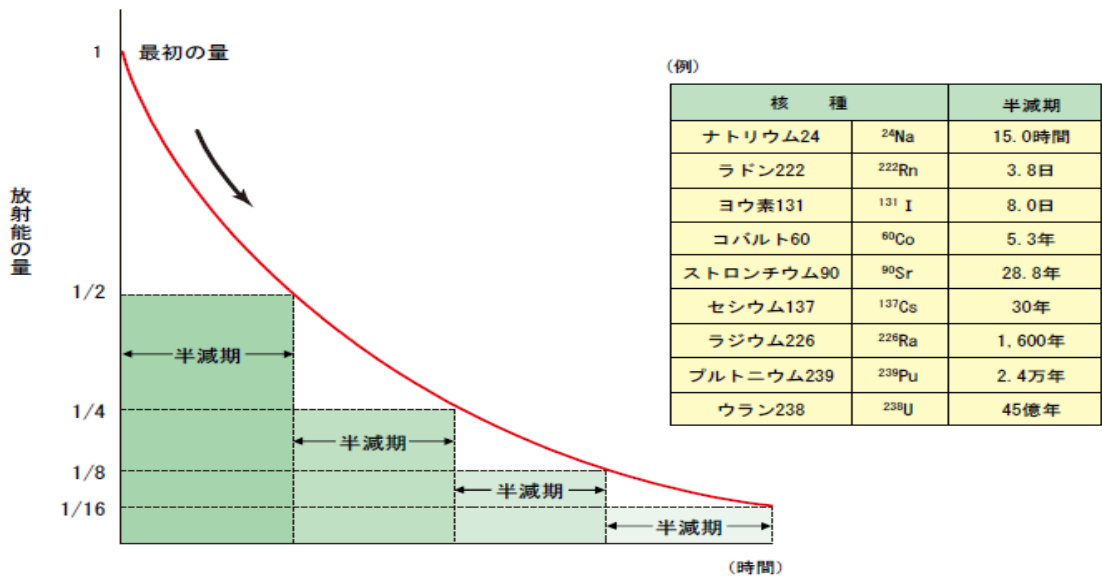 1
最初の量
放射能の量
1/2
半減期
1/4
半減期
1/8
半減期
1/16
半減期
(時間)
(例)
核 種 半減期
ナトリウム24 ²⁴Na 15.0時間
ラドン222 ²²²Rn 3.8日
ヨウ素131 ¹³¹I 8.0日
コバルト60 ⁶⁰Co 5.3年
ストロンチウム90 ⁹⁰Sr 28.8年
セシウム137 ¹³⁷Cs 30年
ラジウム226 ²²⁶Ra 1,600年
プルトニウム239 ²³⁹Pu 2.4万年
ウラン238 ²³⁸U 45億年